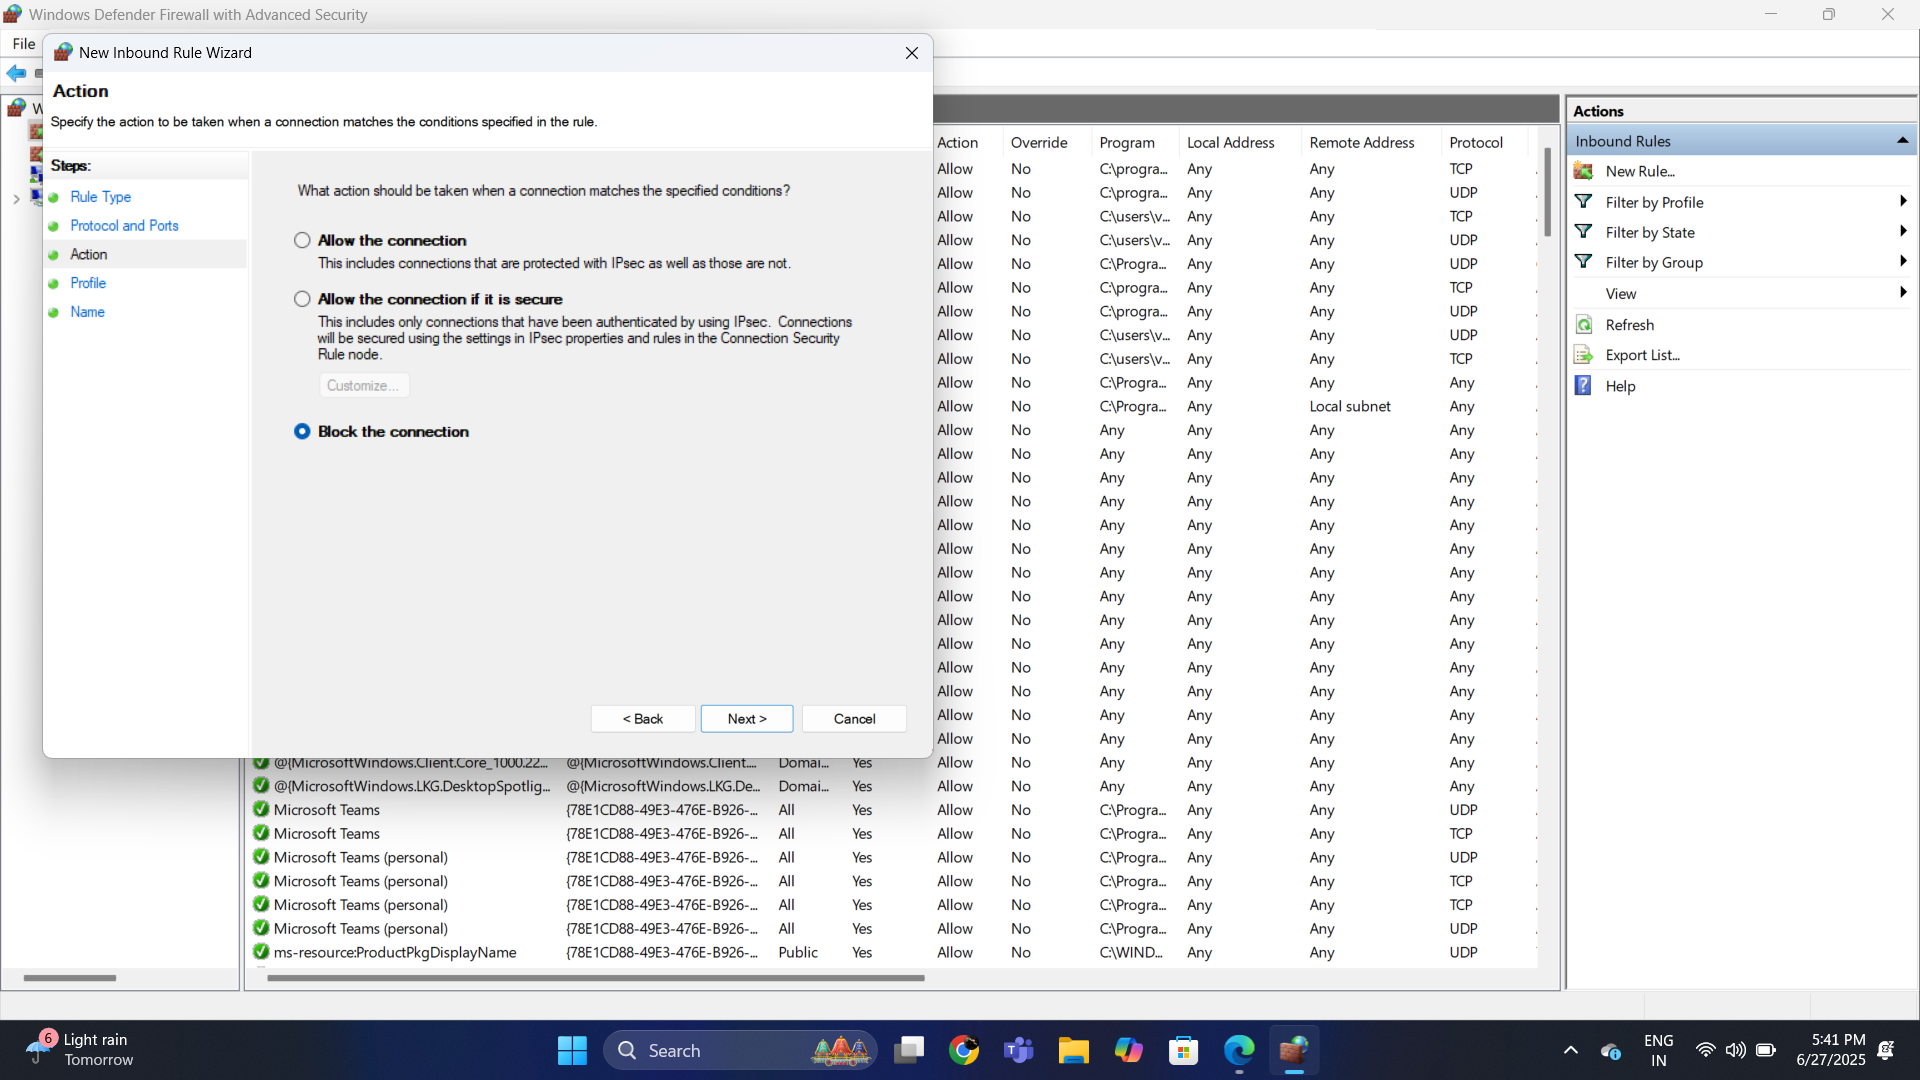 Windows Defender Firewall with Advanced Security
File
New Inbound Rule Wizard
Action
Specify the action to be taken when a connection matches the conditions specified in the rule.
Steps:
Rule Type
Protocol and Ports
Action
Profile
Name
What action should be taken when a connection matches the specified conditions?
Allow the connection
This includes connections that are protected with IPsec as well as those are not.
Allow the connection if it is secure
This includes only connections that have been authenticated by using IPsec. Connections
will be secured using the settings in IPsec properties and rules in the Connection Security
Rule node.
Customize...
Block the connection
< Back Next > Cancel
Action Override Program Local Address Remote Address Protocol
Allow No C:\progra... Any Any TCP
Allow No C:\progra... Any Any UDP
Allow No C:\users\v... Any Any TCP
Allow No C:\users\v... Any Any UDP
Allow No C:\Progra... Any Any UDP
Allow No C:\progra... Any Any TCP
Allow No C:\progra... Any Any UDP
Allow No C:\users\v... Any Any UDP
Allow No C:\users\v... Any Any TCP
Allow No C:\Progra... Any Any Any
Allow No C:\Progra... Any Local subnet Any
Allow No Any Any Any Any
Allow No Any Any Any Any
Allow No Any Any Any Any
Allow No Any Any Any Any
Allow No Any Any Any Any
Allow No Any Any Any Any
Allow No Any Any Any Any
Allow No Any Any Any Any
Allow No Any Any Any Any
Allow No Any Any Any Any
Allow No Any Any Any Any
Allow No Any Any Any Any
Allow No Any Any Any Any
Allow No Any Any Any Any
@{MicrosoftWindows.Client.Core_1000.22... @{MicrosoftWindows.Client.... Domai... Yes Allow No Any Any Any Any
@{MicrosoftWindows.LKG.DesktopSpotlig... @{MicrosoftWindows.LKG.De... Domai... Yes Allow No Any Any Any Any
Microsoft Teams {78E1CD88-49E3-476E-B926-... All Yes Allow No C:\Progra... Any Any UDP
Microsoft Teams {78E1CD88-49E3-476E-B926-... All Yes Allow No C:\Progra... Any Any TCP
Microsoft Teams (personal) {78E1CD88-49E3-476E-B926-... All Yes Allow No C:\Progra... Any Any UDP
Microsoft Teams (personal) {78E1CD88-49E3-476E-B926-... All Yes Allow No C:\Progra... Any Any TCP
Microsoft Teams (personal) {78E1CD88-49E3-476E-B926-... All Yes Allow No C:\Progra... Any Any TCP
Microsoft Teams (personal) {78E1CD88-49E3-476E-B926-... All Yes Allow No C:\Progra... Any Any UDP
ms-resource:ProductPkgDisplayName {78E1CD88-49E3-476E-B926-... Public Yes Allow No C:\WIND... Any Any UDP
Actions
Inbound Rules
New Rule...
Filter by Profile
Filter by State
Filter by Group
View
Refresh
Export List...
Help
6
Light rain
Tomorrow
Search
ENG
IN
5:41 PM
6/27/2025